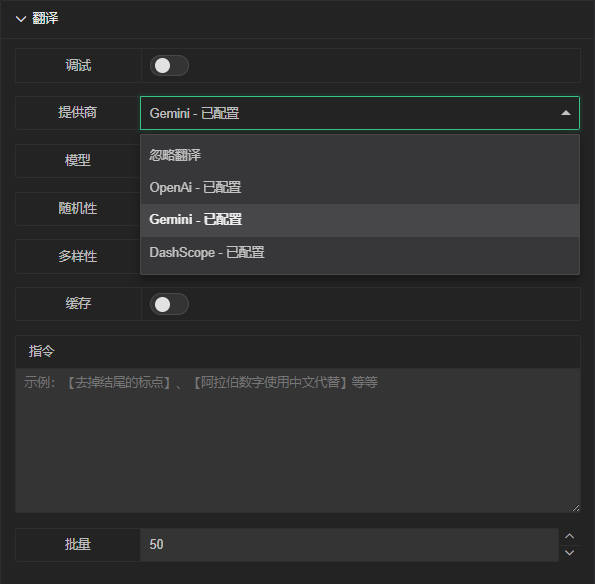 翻译
调试
提供商
Gemini - 已配置
忽略翻译
模型
OpenAi - 已配置
随机性
Gemini - 已配置
多样性
DashScope - 已配置
缓存
指令
示例：【去掉结尾的标点】、【阿拉伯数字使用中文代替】等等
批量
50